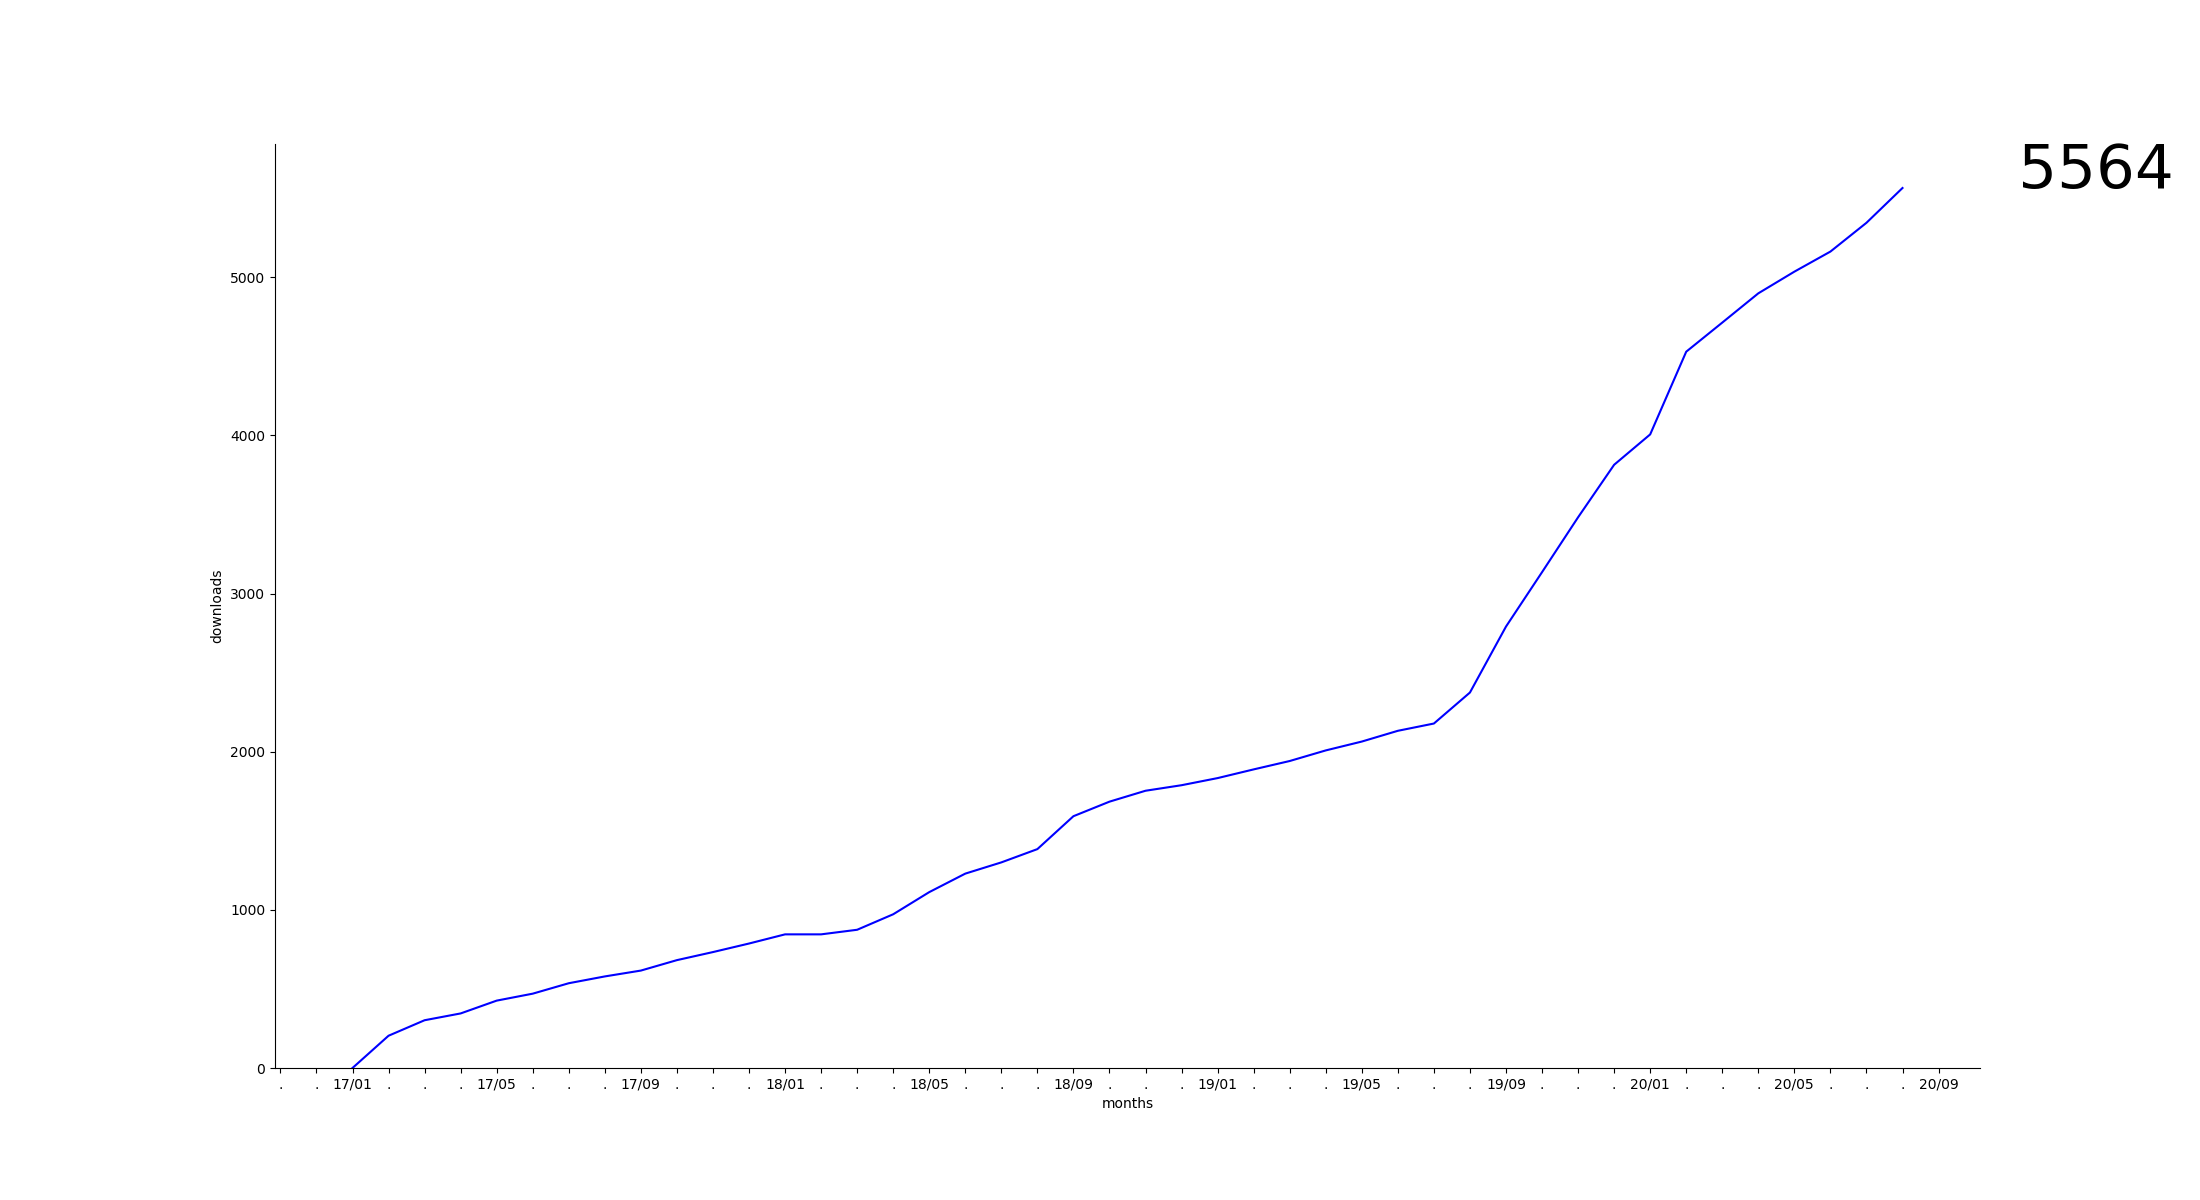 5564
5000
4000
3000
2000
1000
0
downloads
. . 17/01 . . . 17/05 . . . 17/09 . . . 18/01 . . . 18/05 . . . 18/09 . . . 19/01 . . . 19/05 . . . 19/09 . . . 20/01 . . . 20/05 . . . 20/09
months